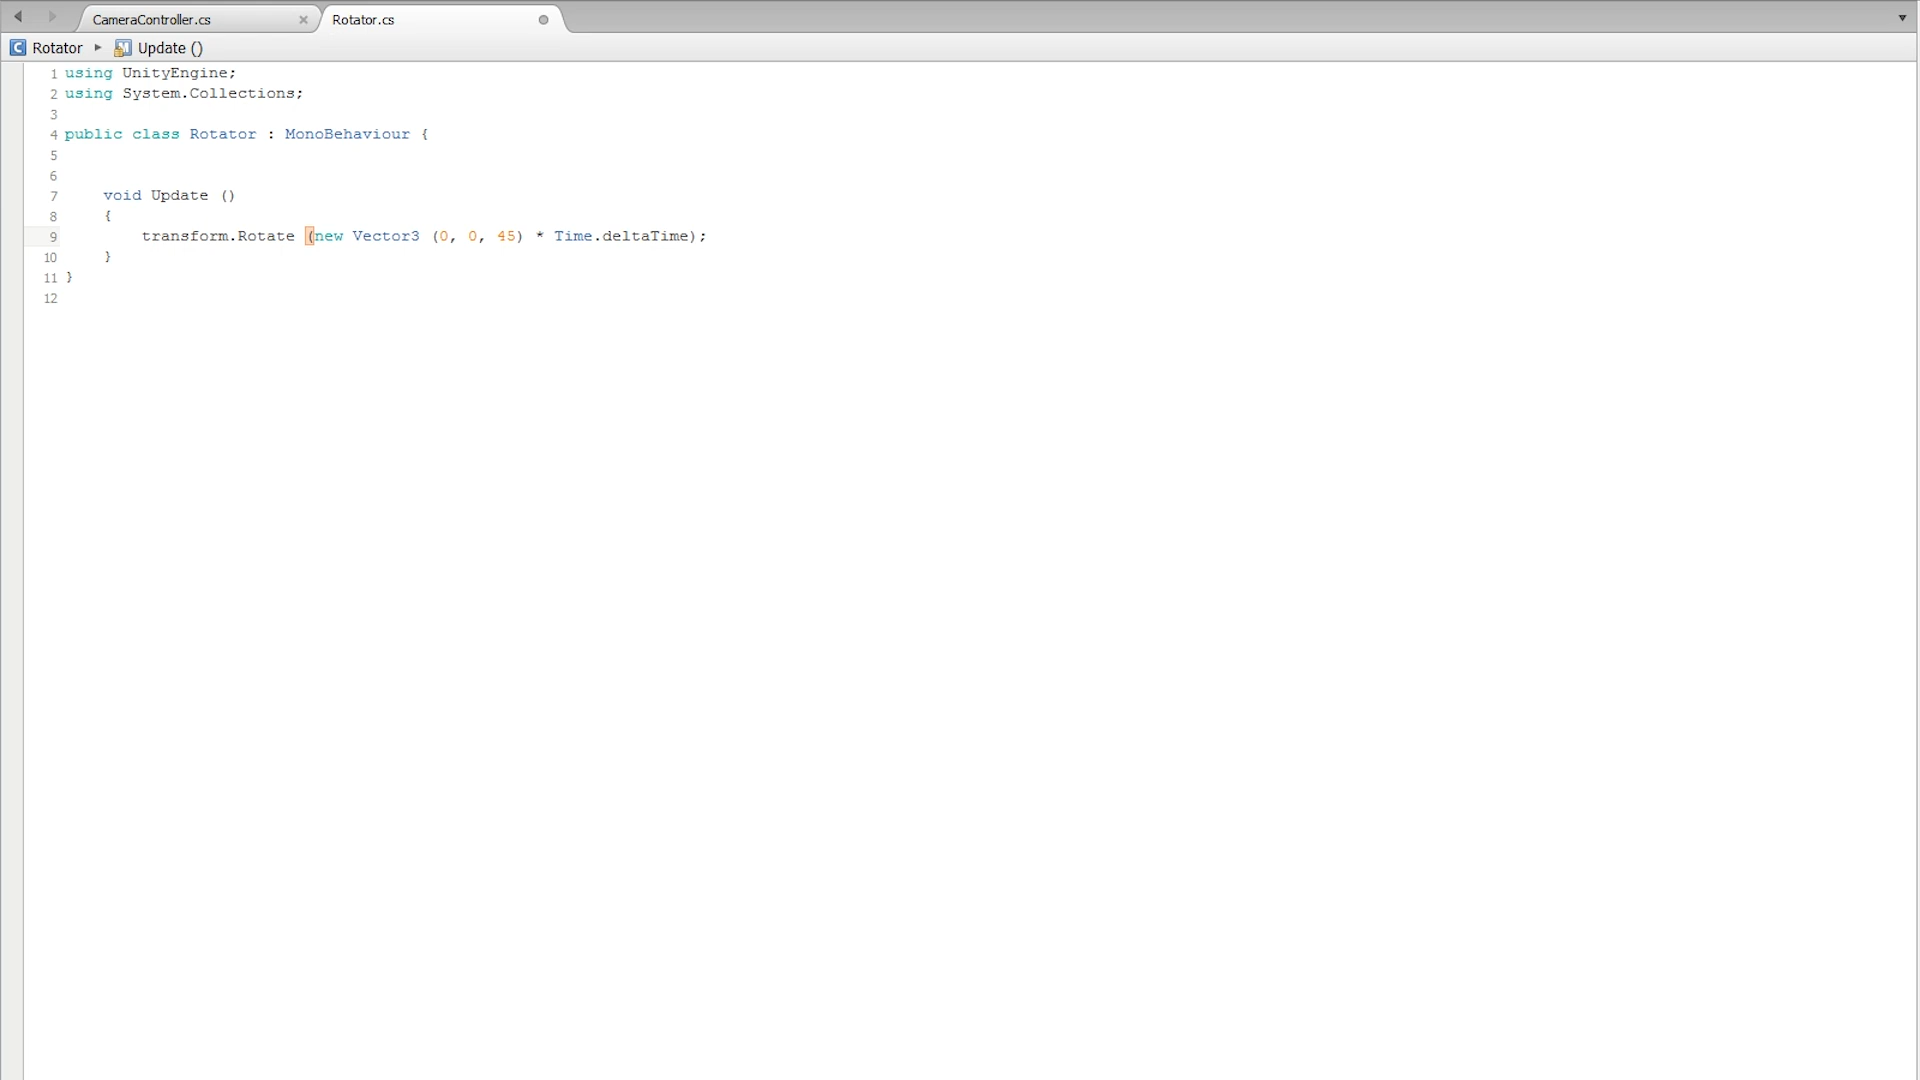 CameraController.cs
Rotator.cs
Rotator Update ()
1 using UnityEngine;
2 using System.Collections;
3
4 public class Rotator : MonoBehaviour {
5
6
7 void Update ()
8 {
9 transform.Rotate (new Vector3 (0, 0, 45) * Time.deltaTime);
10 }
11 }
12